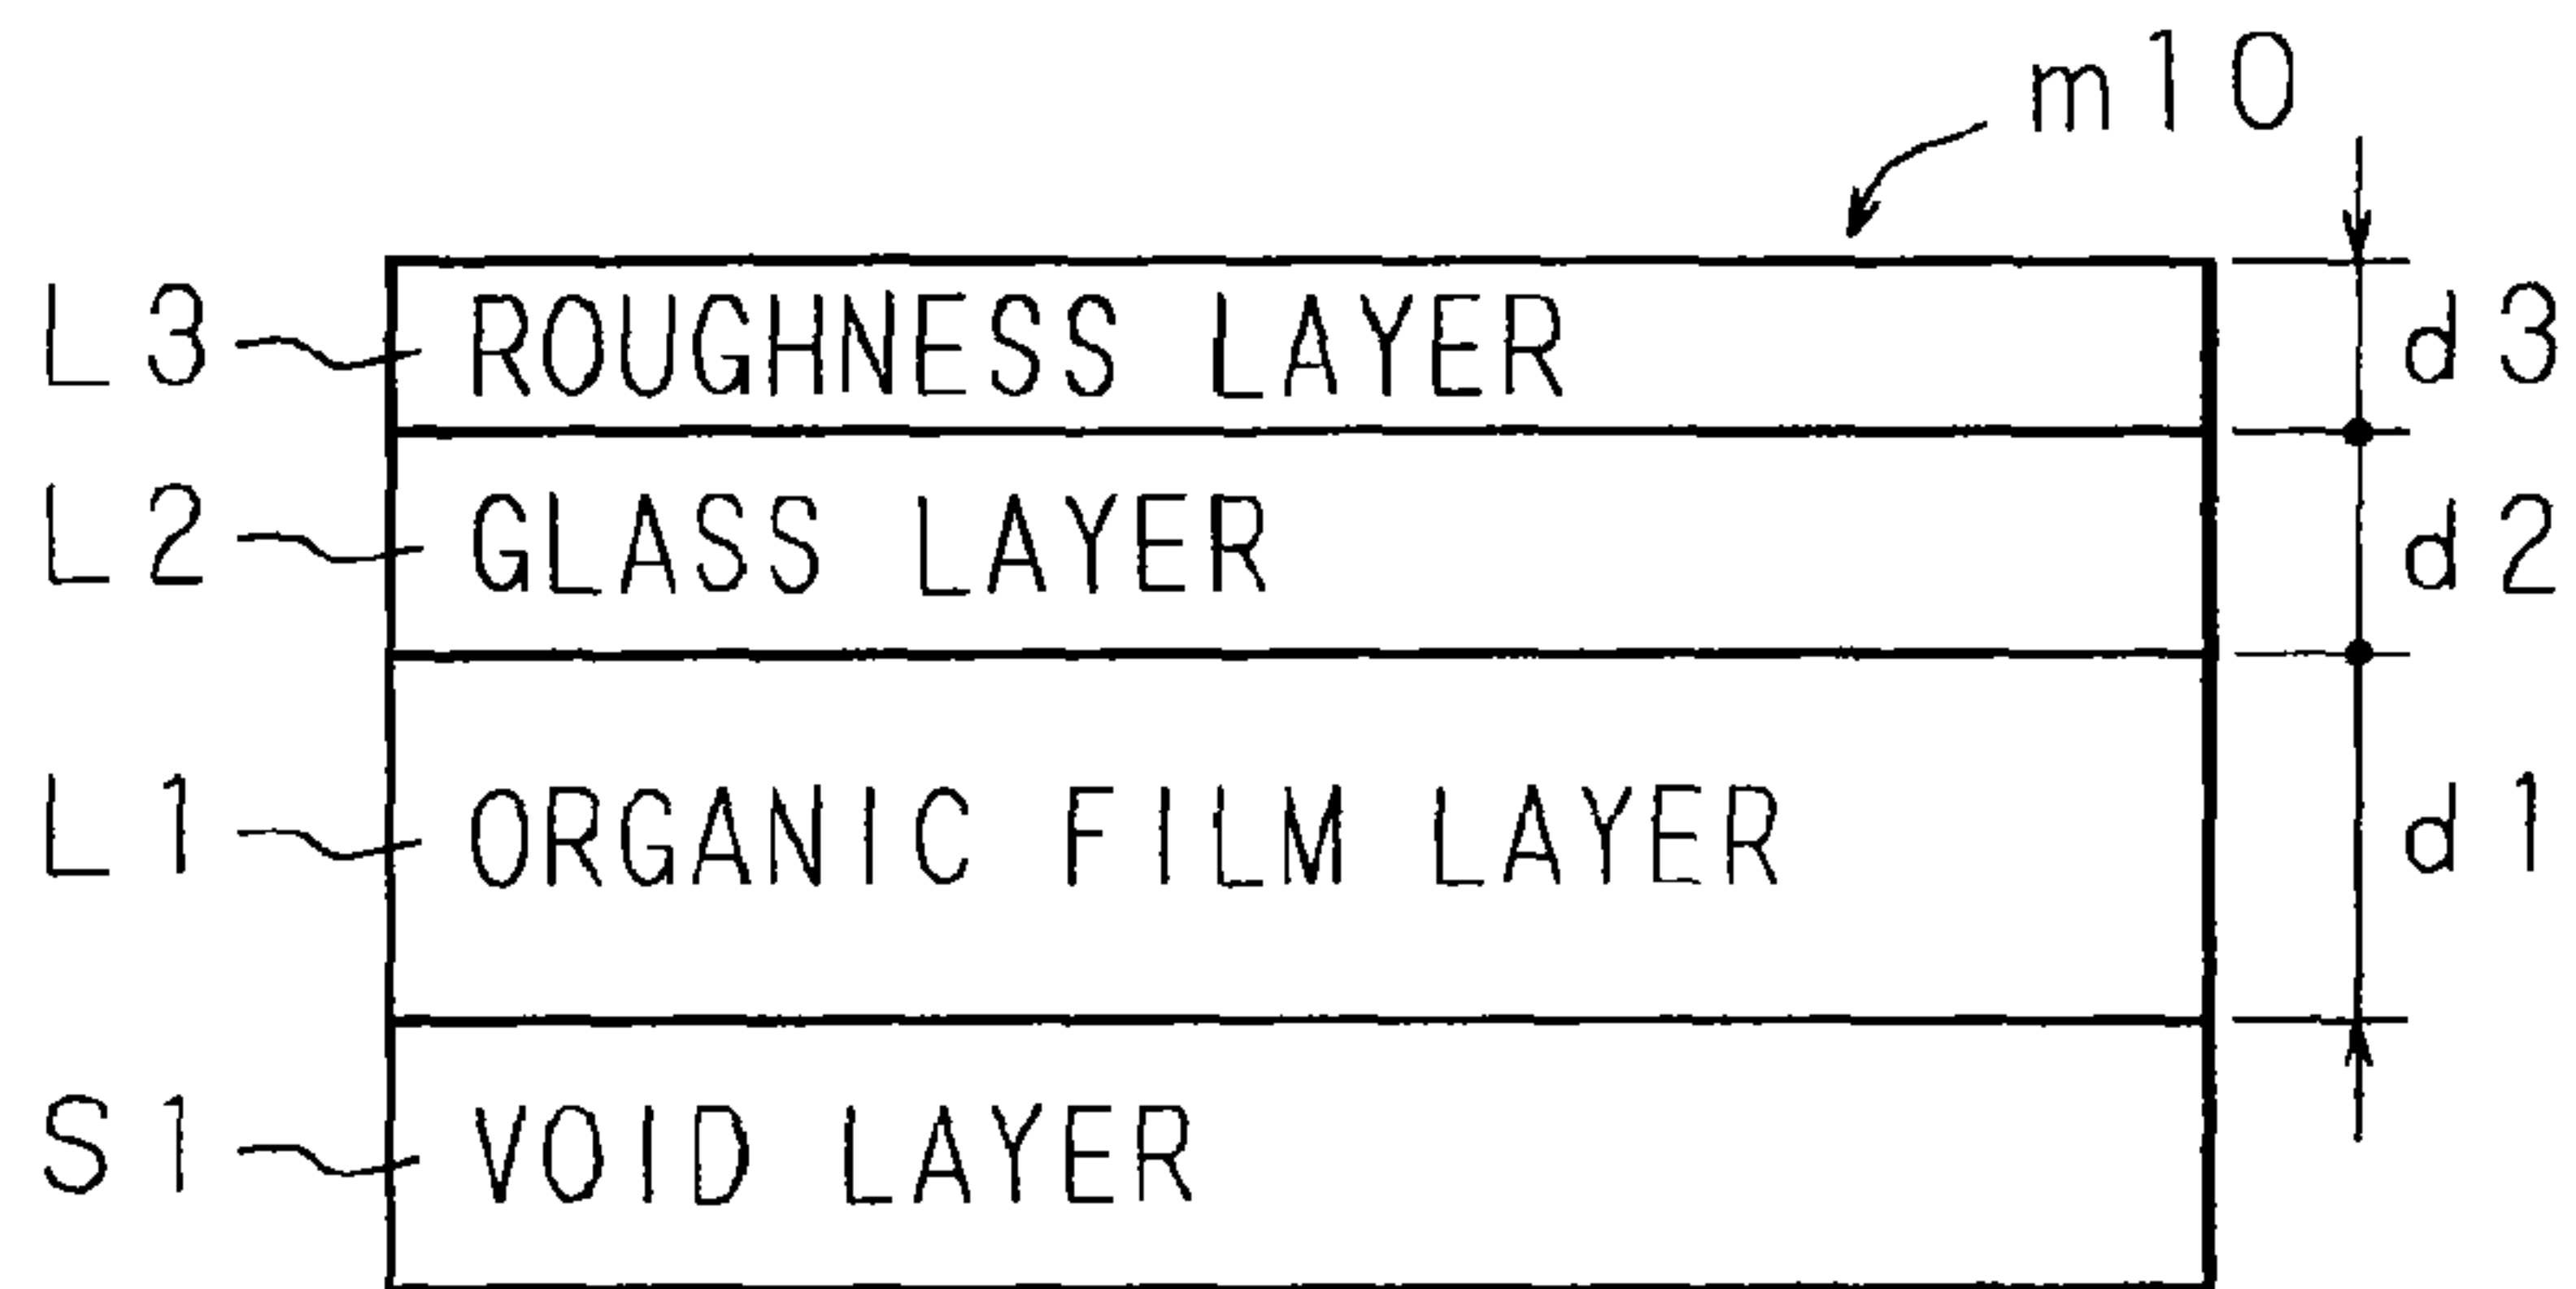 m10
L3 ROUGHNESS LAYER d3
L2 GLASS LAYER d2
L1 ORGANIC FILM LAYER d1
S1 VOID LAYER